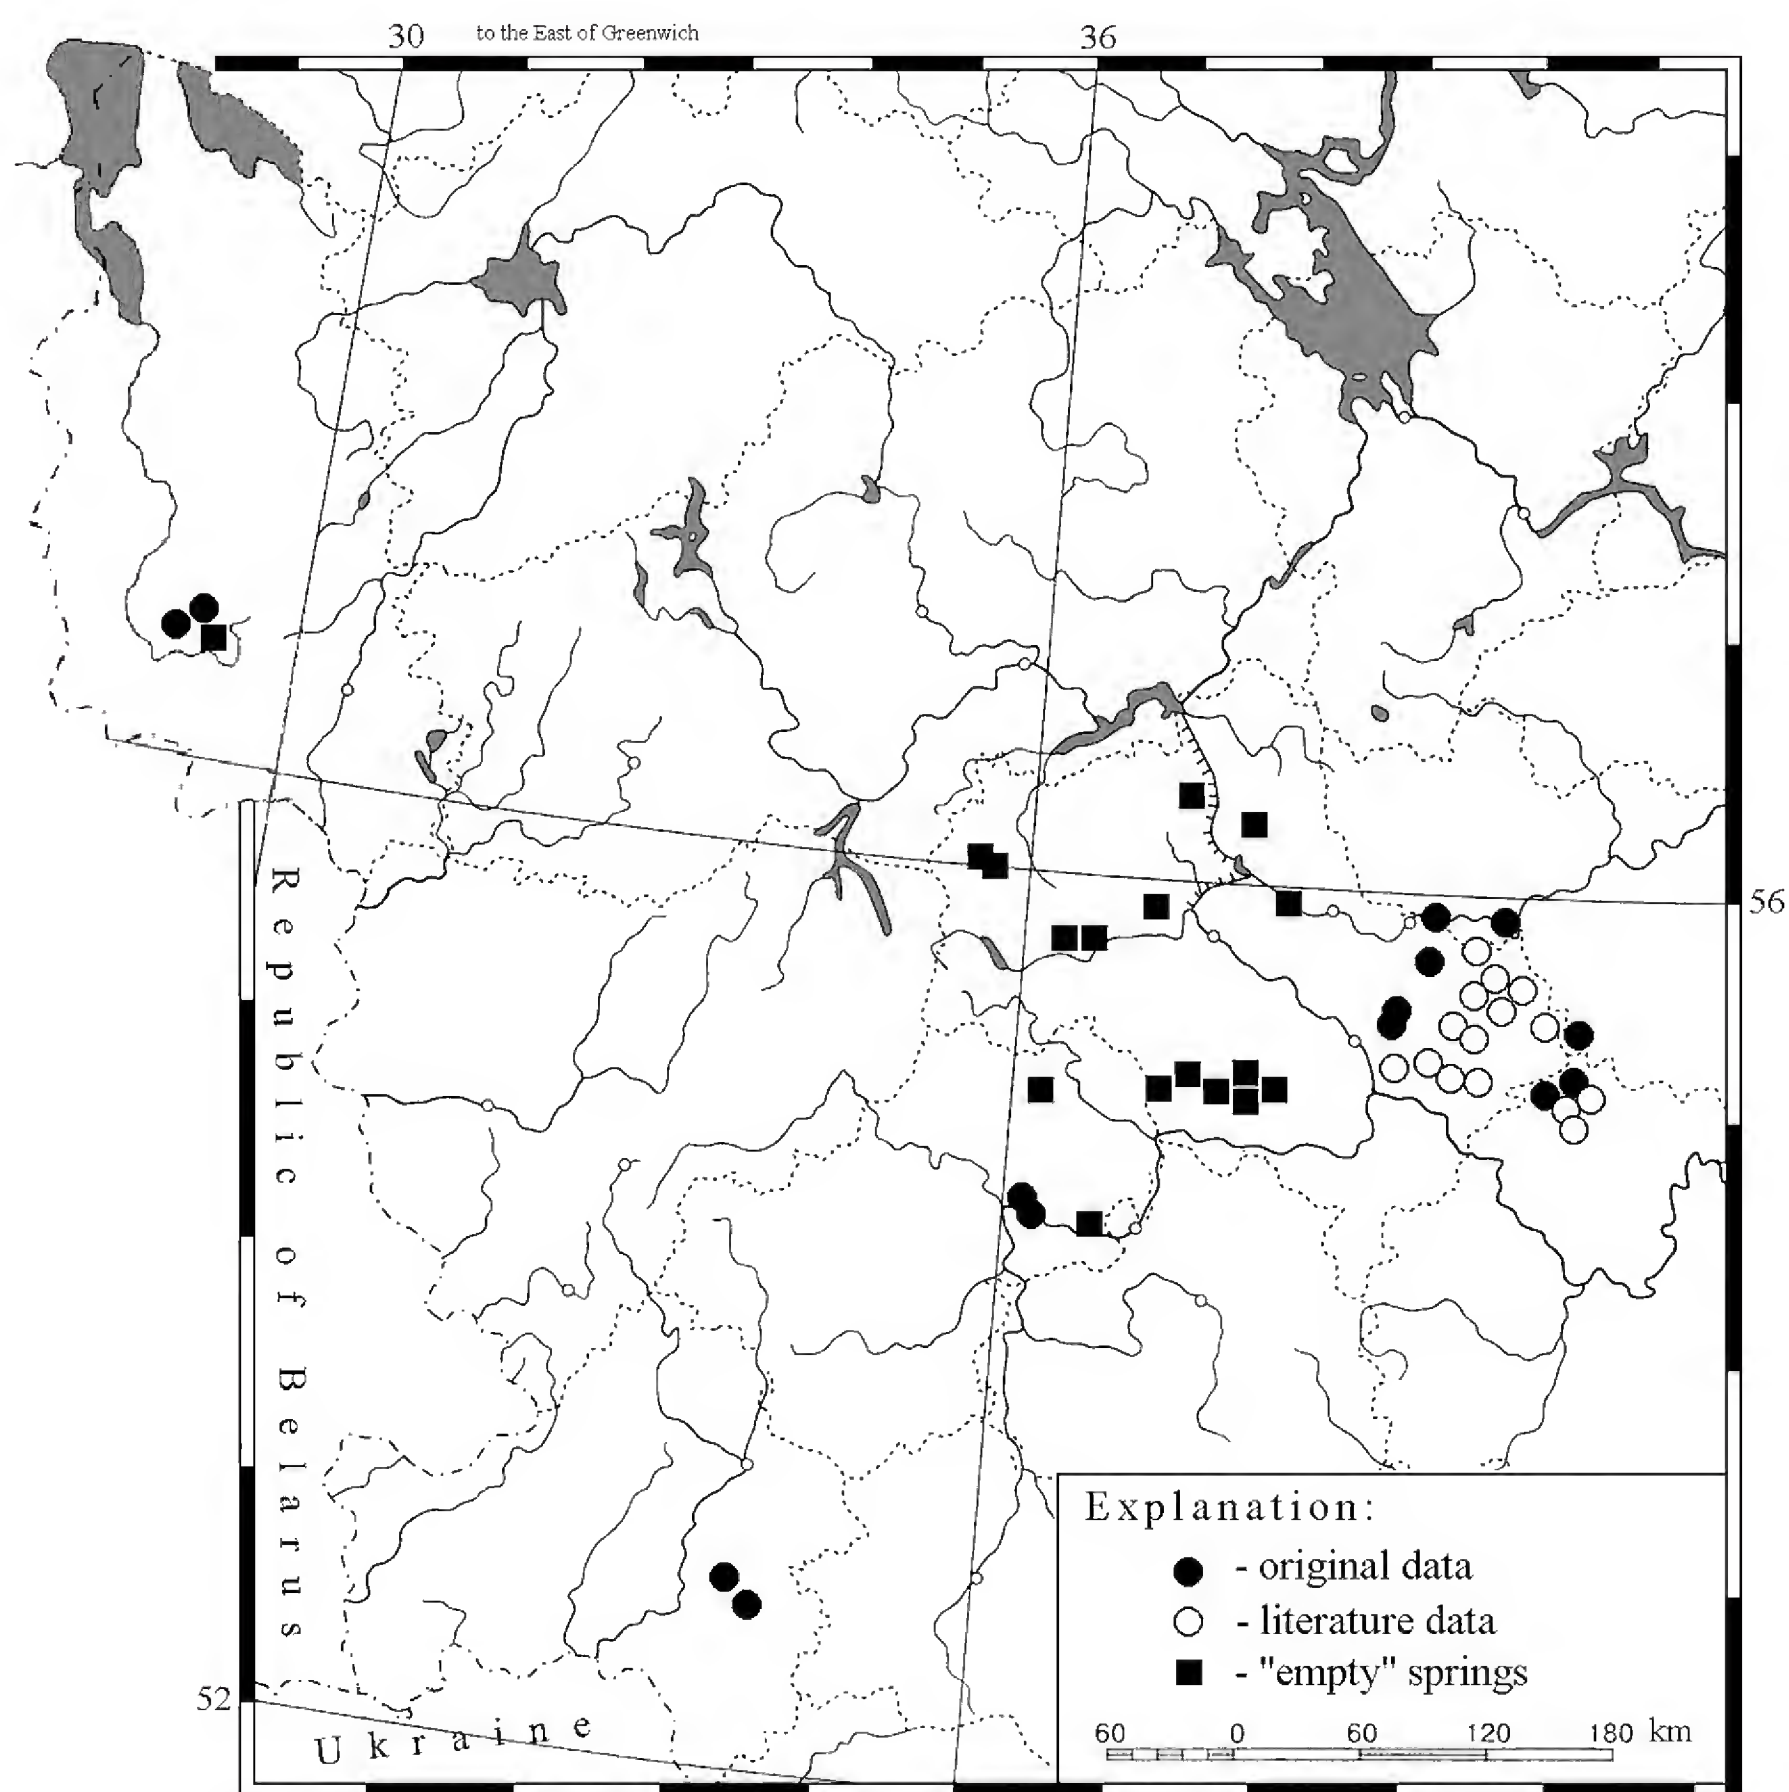 30 to the East of Greenwich 36
56
Republic of Belarus
52
Ukraine
Explanation:
- original data
- literature data
- "empty" springs
60 0 60 120 180 km